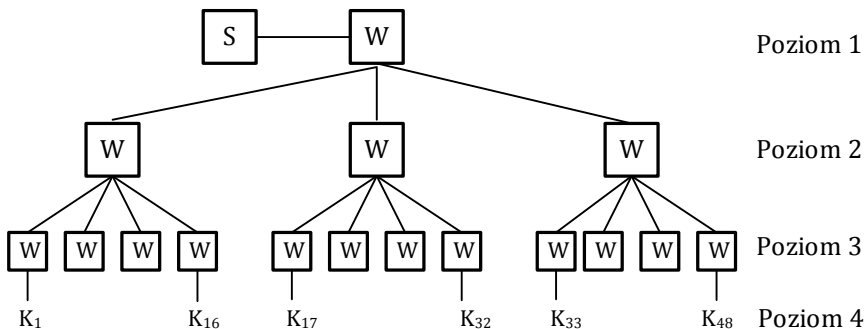 S W Poziom 1
W W W Poziom 2
W W W W W W W W W W W W Poziom 3
K₁ K₁₆ K₁₇ K₃₂ K₃₃ K₄₈ Poziom 4